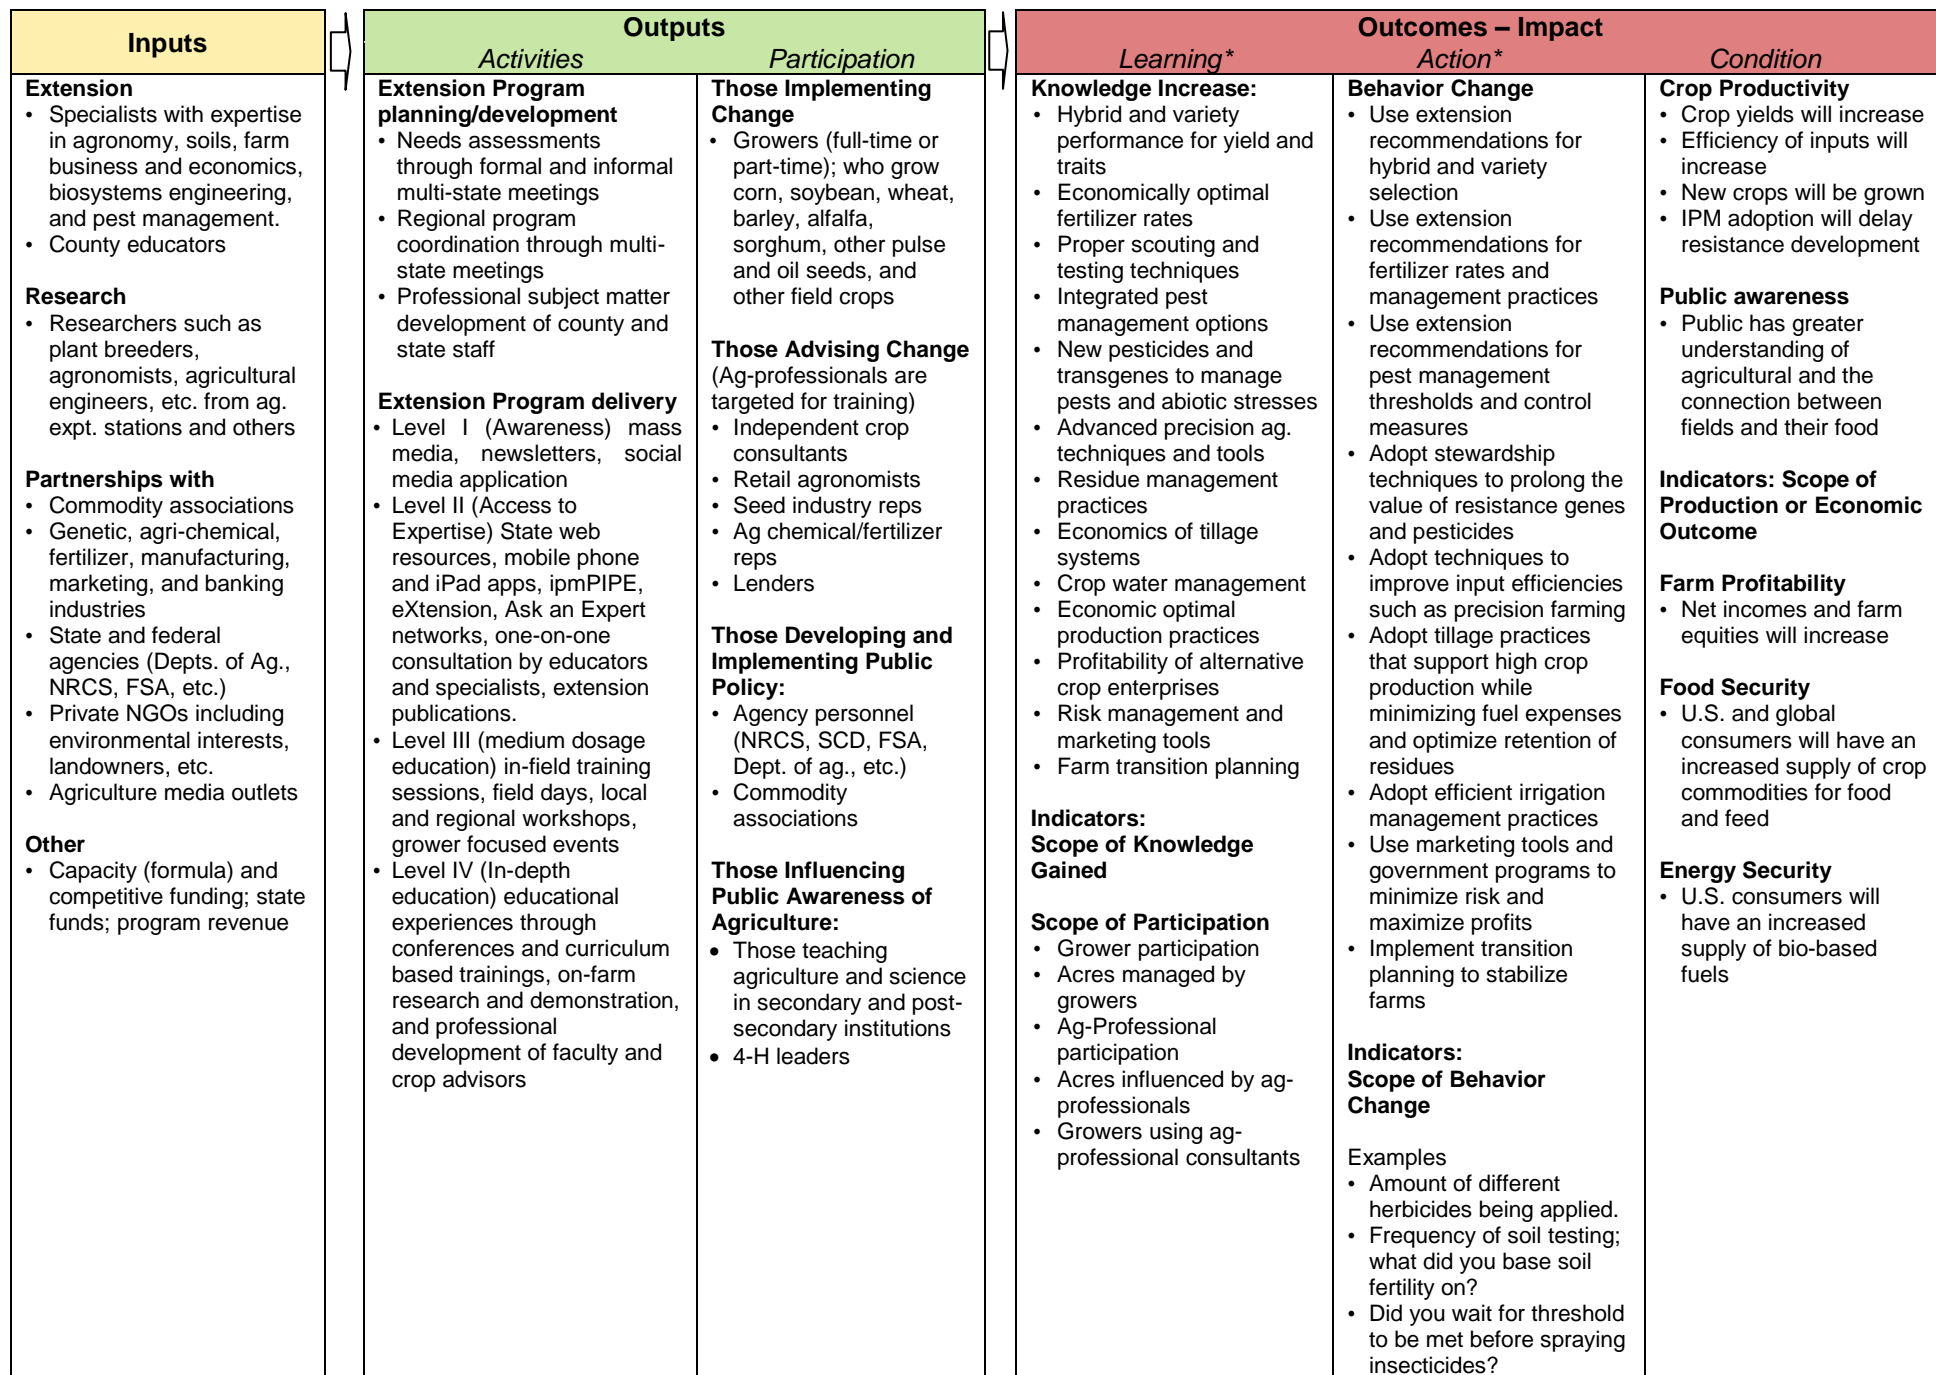 Inputs
Extension
• Specialists with expertise
in agronomy, soils, farm
business and economics,
biosystems engineering,
and pest management.
• County educators
Research
• Researchers such as
plant breeders,
agronomists, agricultural
engineers, etc. from ag.
expt. stations and others
Partnerships with
• Commodity associations
• Genetic, agri-chemical,
fertilizer, manufacturing,
marketing, and banking
industries
• State and federal
agencies (Depts. of Ag.,
NRCS, FSA, etc.)
• Private NGOs including
environmental interests,
landowners, etc.
• Agriculture media outlets
Other
• Capacity (formula) and
competitive funding; state
funds; program revenue
Outputs
Activities
Extension Program
planning/development
• Needs assessments
through formal and informal
multi-state meetings
• Regional program
coordination through multi-
state meetings
• Professional subject matter
development of county and
state staff
Extension Program delivery
• Level I (Awareness) mass
media, newsletters, social
media application
• Level II (Access to
Expertise) State web
resources, mobile phone
and iPad apps, ipmPIPE,
eXtension, Ask an Expert
networks, one-on-one
consultation by educators
and specialists, extension
publications.
• Level III (medium dosage
education) in-field training
sessions, field days, local
and regional workshops,
grower focused events
• Level IV (In-depth
education) educational
experiences through
conferences and curriculum
based trainings, on-farm
research and demonstration,
and professional
development of faculty and
crop advisors
Participation
Those Implementing
Change
• Growers (full-time or
part-time); who grow
corn, soybean, wheat,
barley, alfalfa,
sorghum, other pulse
and oil seeds, and
other field crops
Those Advising Change
(Ag-professionals are
targeted for training)
• Independent crop
consultants
• Retail agronomists
• Seed industry reps
• Ag chemical/fertilizer
reps
• Lenders
Those Developing and
Implementing Public
Policy:
• Agency personnel
(NRCS, SCD, FSA,
Dept. of ag., etc.)
• Commodity
associations
Those Influencing
Public Awareness of
Agriculture:
• Those teaching
agriculture and science
in secondary and post-
secondary institutions
• 4-H leaders
Outcomes – Impact
Learning*
Knowledge Increase:
• Hybrid and variety
performance for yield and
traits
• Economically optimal
fertilizer rates
• Proper scouting and
testing techniques
• Integrated pest
management options
• New pesticides and
transgenes to manage
pests and abiotic stresses
• Advanced precision ag.
techniques and tools
• Residue management
practices
• Economics of tillage
systems
• Crop water management
• Economic optimal
production practices
• Profitability of alternative
crop enterprises
• Risk management and
marketing tools
• Farm transition planning
Indicators:
Scope of Knowledge
Gained
Scope of Participation
• Grower participation
• Acres managed by
growers
• Ag-Professional
participation
• Acres influenced by ag-
professionals
• Growers using ag-
professional consultants
Action*
Behavior Change
• Use extension
recommendations for
hybrid and variety
selection
• Use extension
recommendations for
fertilizer rates and
management practices
• Use extension
recommendations for
pest management
thresholds and control
measures
• Adopt stewardship
techniques to prolong the
value of resistance genes
and pesticides
• Adopt techniques to
improve input efficiencies
such as precision farming
• Adopt tillage practices
that support high crop
production while
minimizing fuel expenses
and optimize retention of
residues
• Adopt efficient irrigation
management practices
• Use marketing tools and
government programs to
minimize risk and
maximize profits
• Implement transition
planning to stabilize
farms
Indicators:
Scope of Behavior
Change
Examples
• Amount of different
herbicides being applied.
• Frequency of soil testing;
what did you base soil
fertility on?
• Did you wait for threshold
to be met before spraying
insecticides?
Condition
Crop Productivity
• Crop yields will increase
• Efficiency of inputs will
increase
• New crops will be grown
• IPM adoption will delay
resistance development
Public awareness
• Public has greater
understanding of
agricultural and the
connection between
fields and their food
Indicators: Scope of
Production or Economic
Outcome
Farm Profitability
• Net incomes and farm
equities will increase
Food Security
• U.S. and global
consumers will have an
increased supply of crop
commodities for food
and feed
Energy Security
• U.S. consumers will
have an increased
supply of bio-based
fuels